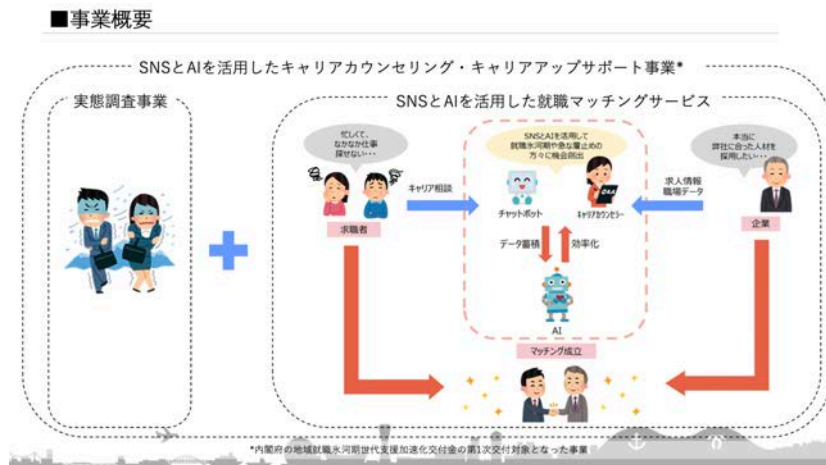 ■事業概要
SNSとAIを活用したキャリアカウンセリング・キャリアアップサポート事業*
実態調査事業
SNSとAIを活用した就職マッチングサービス
忙しくて、
なかなか仕事
探せない・・・
SNSとAIを活用して
就職氷河期や急な雇止めの
方々に機会創出
本当に
弊社に合った人材を
採用したい・・・
キャリア相談
求人情報
職場データ
チャットボット
キャリアカウンセラー
Q&A
求職者
企業
データ蓄積
効率化
AI
マッチング成立
*内閣府の地域就職氷河期世代支援加速化交付金の第1次交付対象となった事業